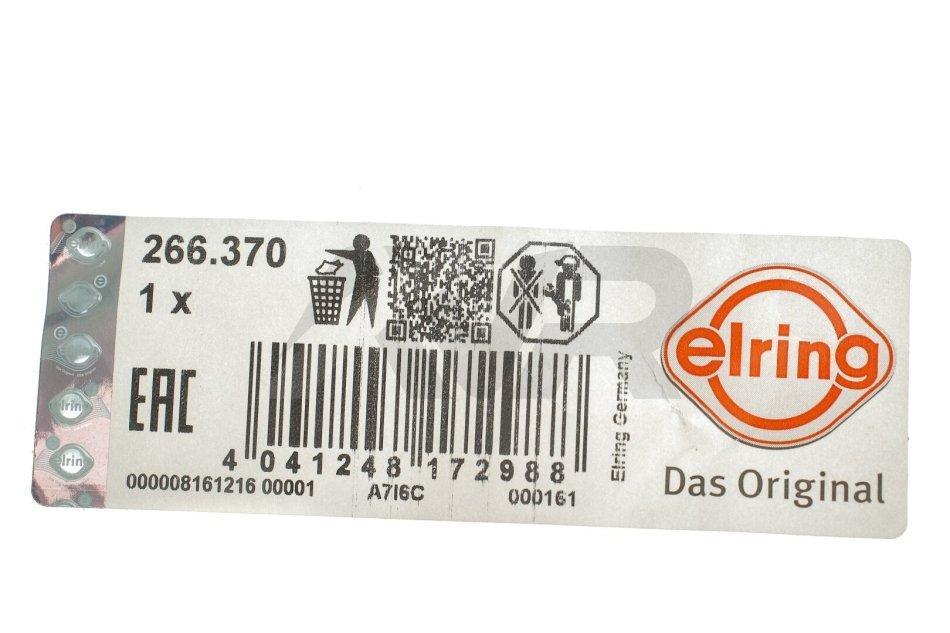 266.370
1 x
EAC
4 041248 172988
000008161216 00001
A7I6C
000161
Elring Germany
elring
Das Original